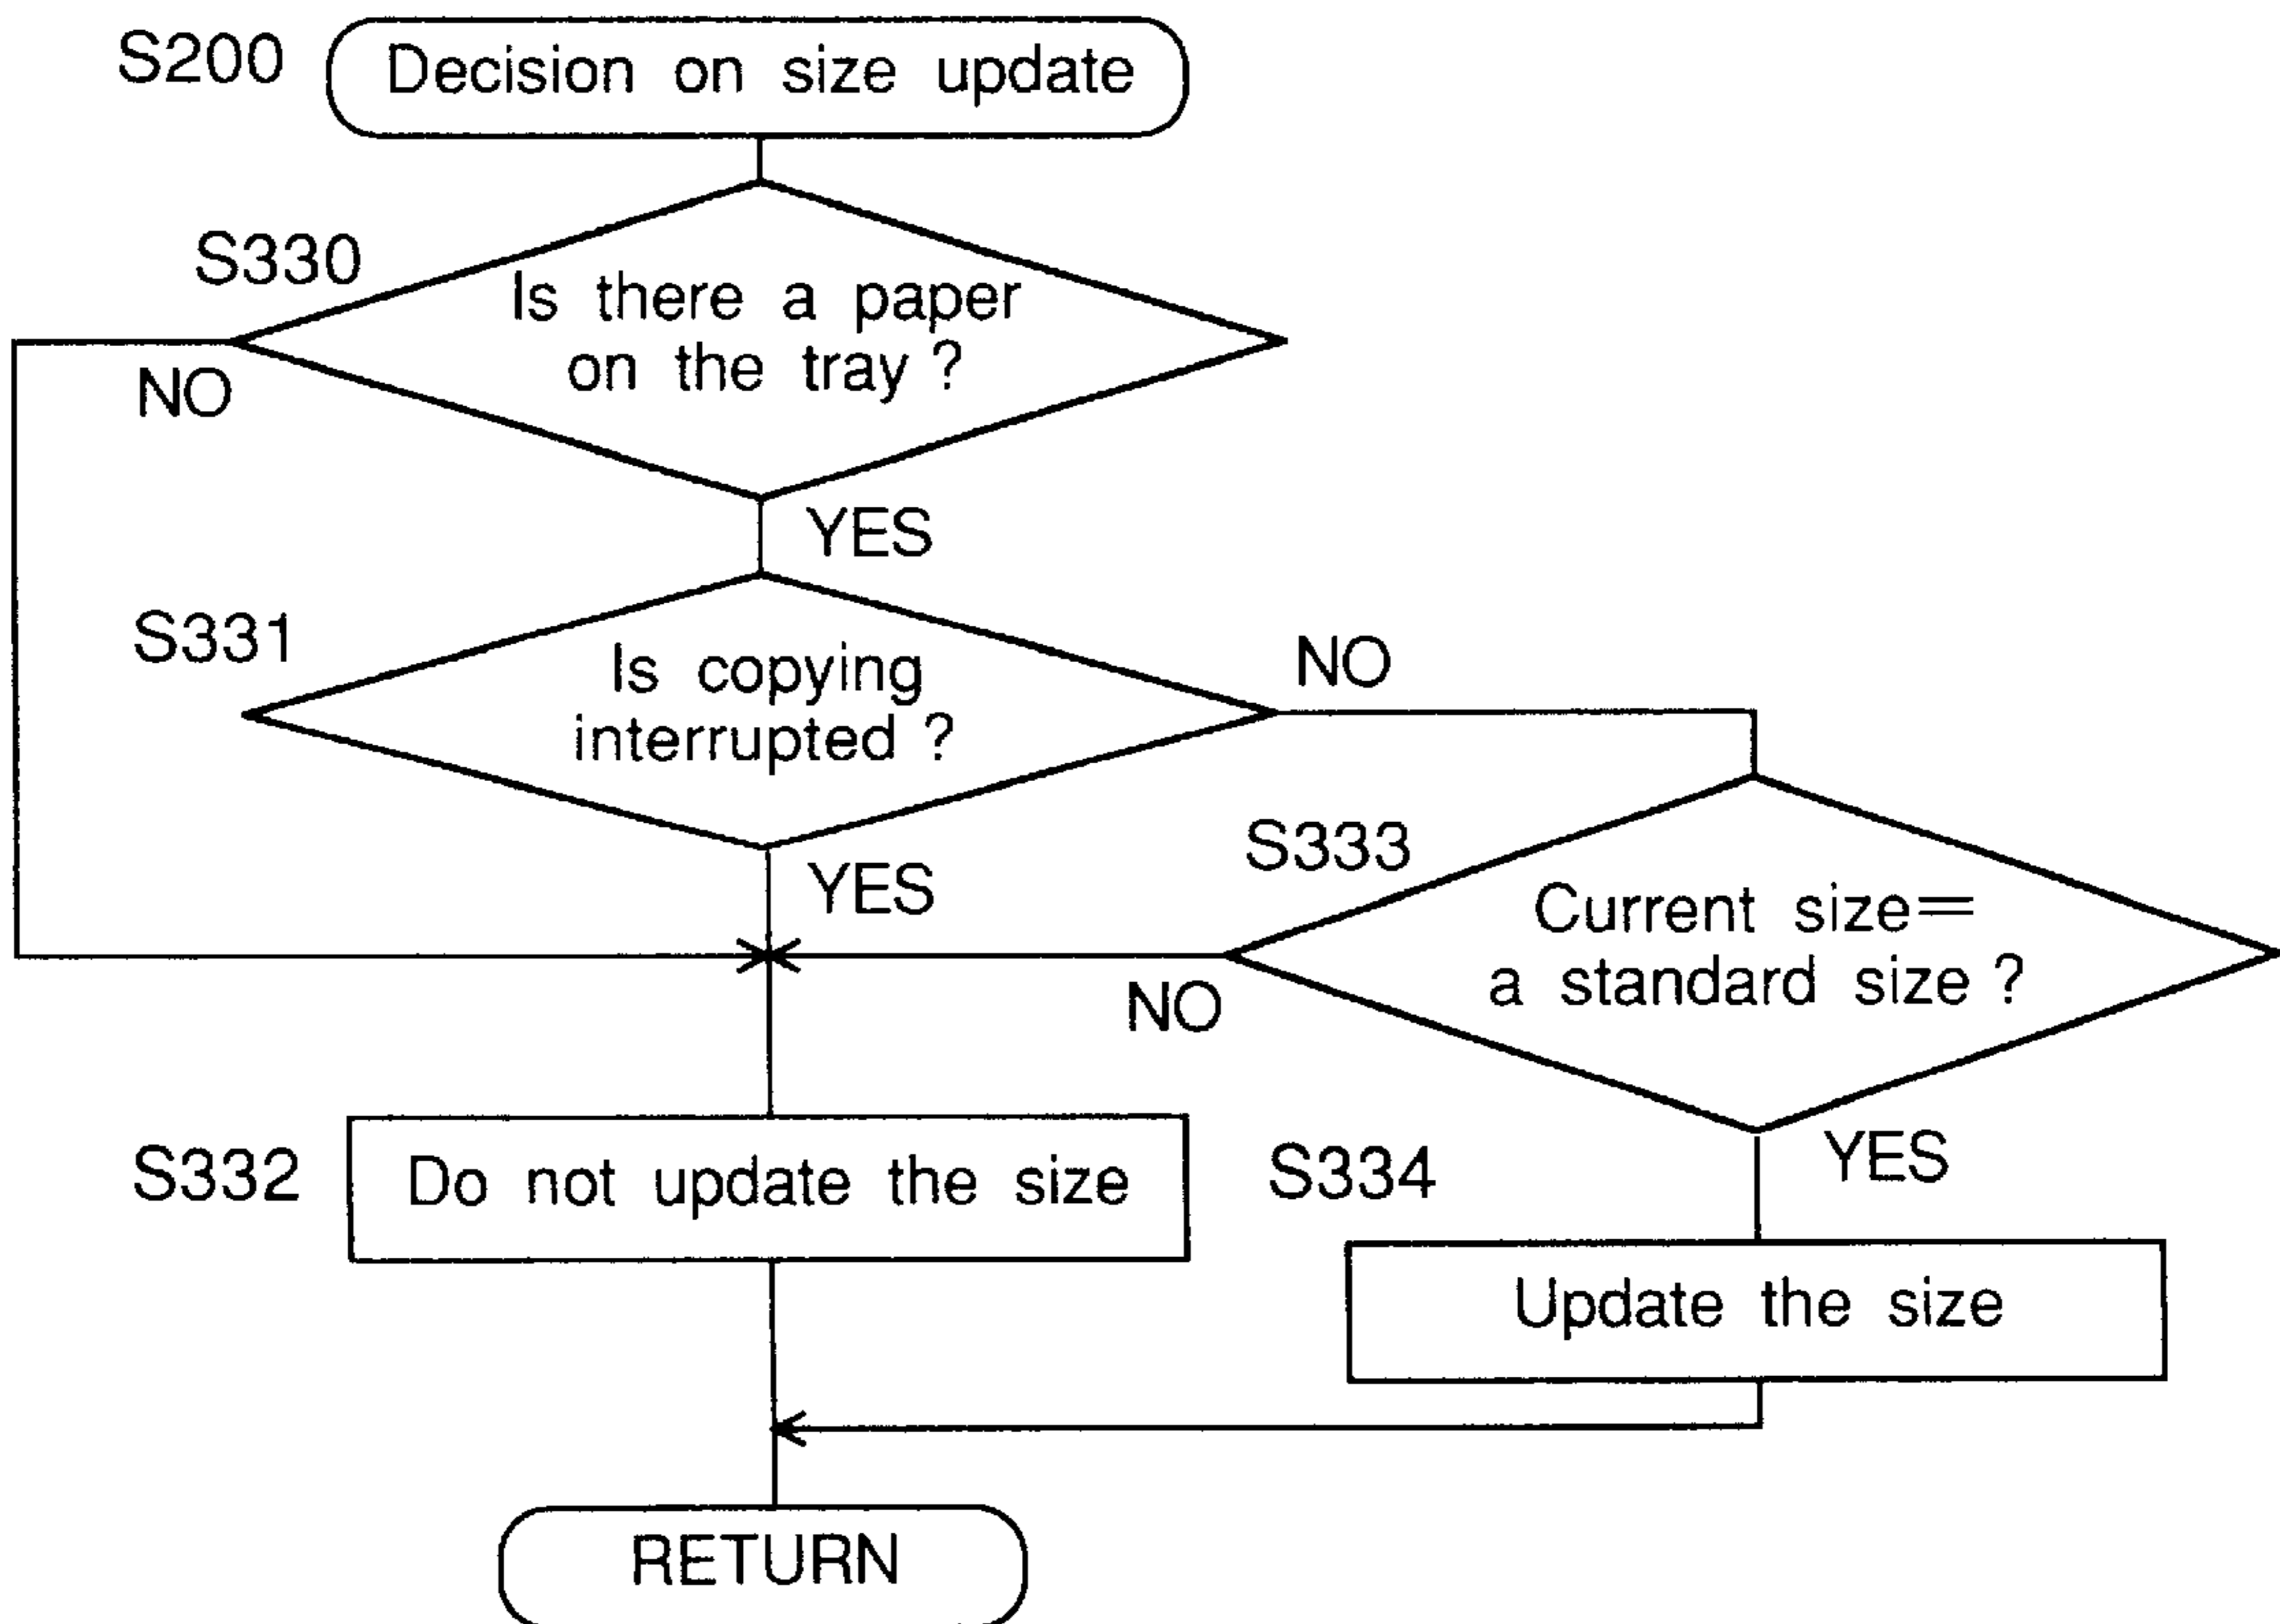 S200
Decision on size update
S330
Is there a paper
on the tray ?
NO
YES
S331
Is copying
interrupted ?
NO
YES
S333
Current size=
a standard size ?
NO
YES
S332
Do not update the size
S334
Update the size
RETURN